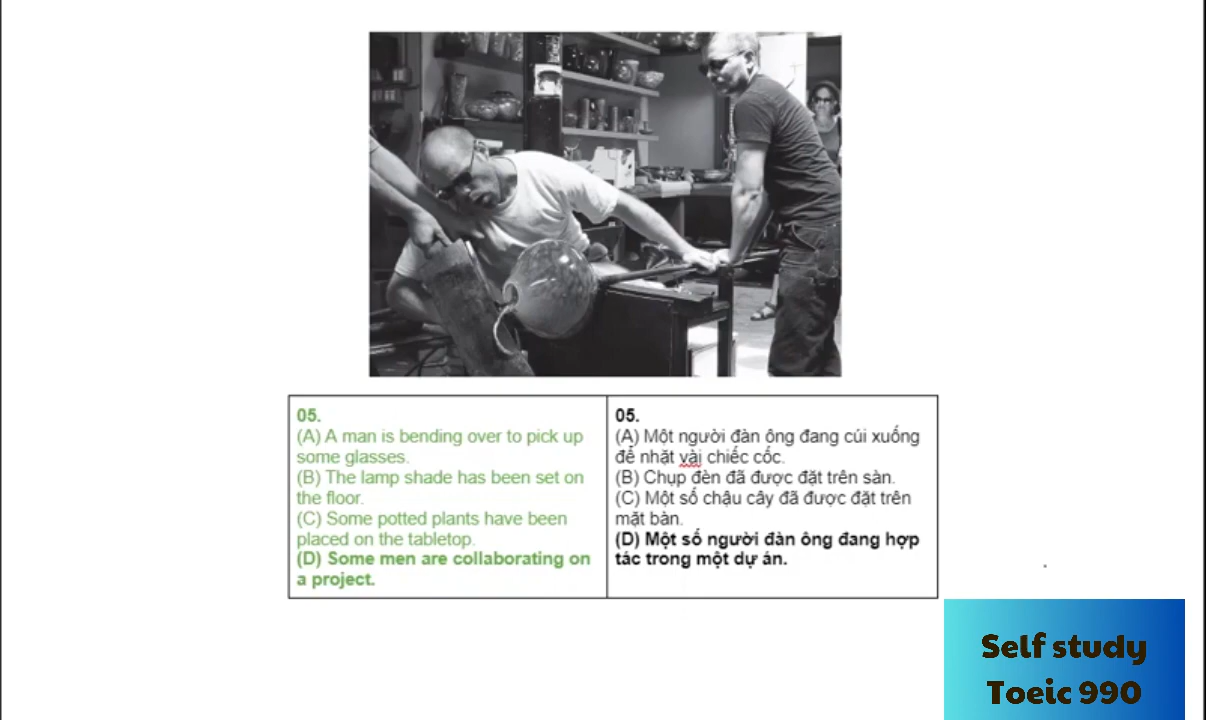 05.
(A) A man is bending over to pick up
some glasses.
(B) The lamp shade has been set on
the floor.
(C) Some potted plants have been
placed on the tabletop.
(D) Some men are collaborating on
a project.
05.
(A) Một người đàn ông đang cúi xuống
để nhặt vài chiếc cốc.
(B) Chụp đèn đã được đặt trên sàn.
(C) Một số chậu cây đã được đặt trên
mặt bàn.
(D) Một số người đàn ông đang hợp
tác trong một dự án.
Self study
Toeic 990